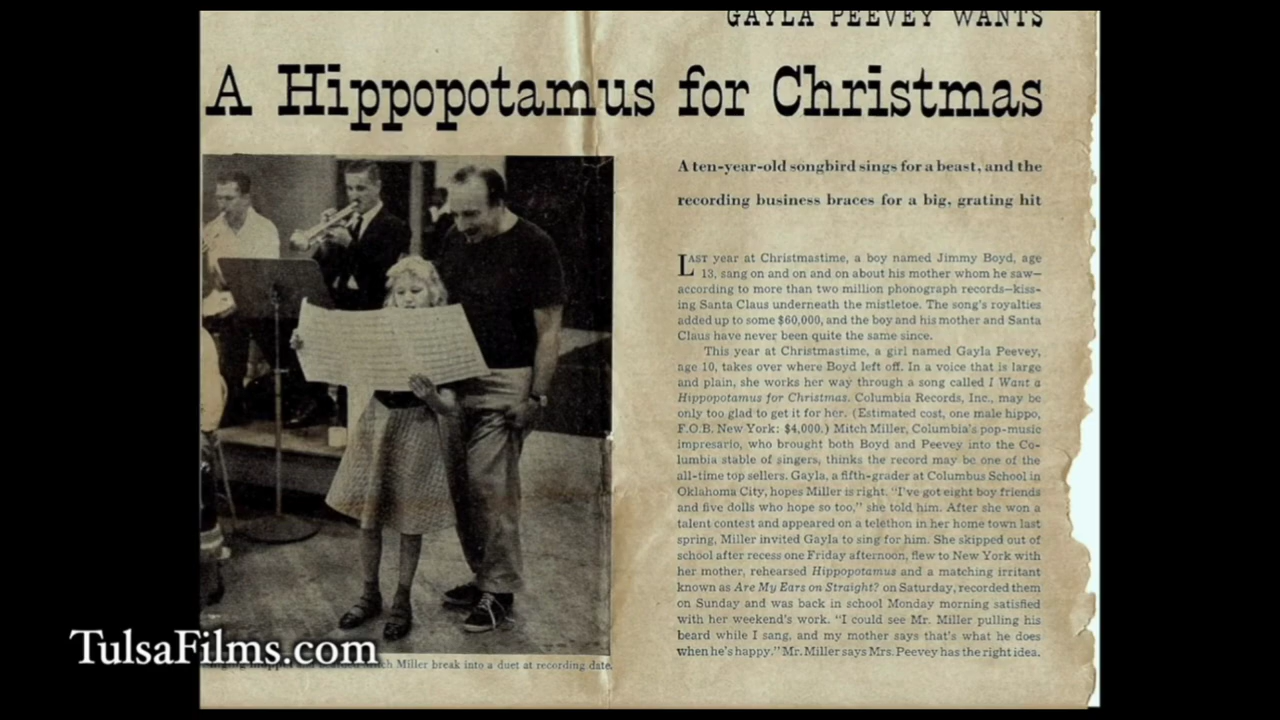 GAYLA PEEVEY WANTS
A Hippopotamus for Christmas
A ten-year-old songbird sings for a beast, and the
recording business braces for a big, grating hit
LAST year at Christmastime, a boy named Jimmy Boyd, age
13, sang on and on and on about his mother whom he saw—
according to more than two million phonograph records—kiss-
ing Santa Claus underneath the mistletoe. The song's royalties
added up to some $60,000, and the boy and his mother and Santa
Claus have never been quite the same since.
This year at Christmastime, a girl named Gayla Peevey,
age 10, takes over where Boyd left off. In a voice that is large
and plain, she works her way through a song called I Want a
Hippopotamus for Christmas. Columbia Records, Inc., may be
only too glad to get it for her. (Estimated cost, one male hippo,
F.O.B. New York: $4,000.) Mitch Miller, Columbia's pop-music
impresario, who brought both Boyd and Peevey into the Co-
lumbia stable of singers, thinks the record may be one of the
all-time top sellers. Gayla, a fifth-grader at Columbus School in
Oklahoma City, hopes Miller is right. "I've got eight boy friends
and five dolls who hope so too," she told him. After she won a
talent contest and appeared on a telethon in her home town last
spring, Miller invited Gayla to sing for him. She skipped out of
school after recess one Friday afternoon, flew to New York with
her mother, rehearsed Hippopotamus and a matching irritant
known as Are My Ears on Straight? on Saturday, recorded them
on Sunday and was back in school Monday morning satisfied
with her weekend's work. "I could see Mr. Miller pulling his
beard while I sang, and my mother says that's what he does
when he's happy." Mr. Miller says Mrs. Peevey has the right idea.
TulsaFilms.com
Miller break into a duet at recording date.